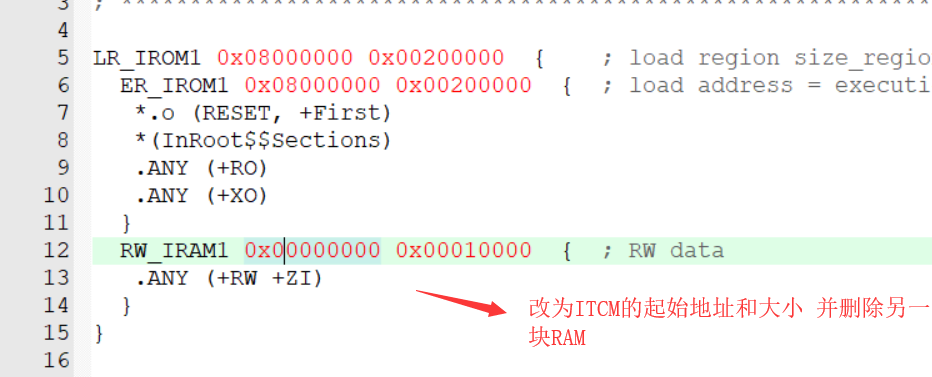 3 ; *************************************************************
4
5 LR_IROM1 0x08000000 0x00200000  {    ; load region size_regio
6   ER_IROM1 0x08000000 0x00200000  {  ; load address = executi
7    *.o (RESET, +First)
8    *(InRoot$$Sections)
9    .ANY (+RO)
10    .ANY (+XO)
11   }
12   RW_IRAM1 0x00000000 0x00010000  {  ; RW data
13    .ANY (+RW +ZI)
14   }
15 }
16
改为ITCM的起始地址和大小 并删除另一
块RAM